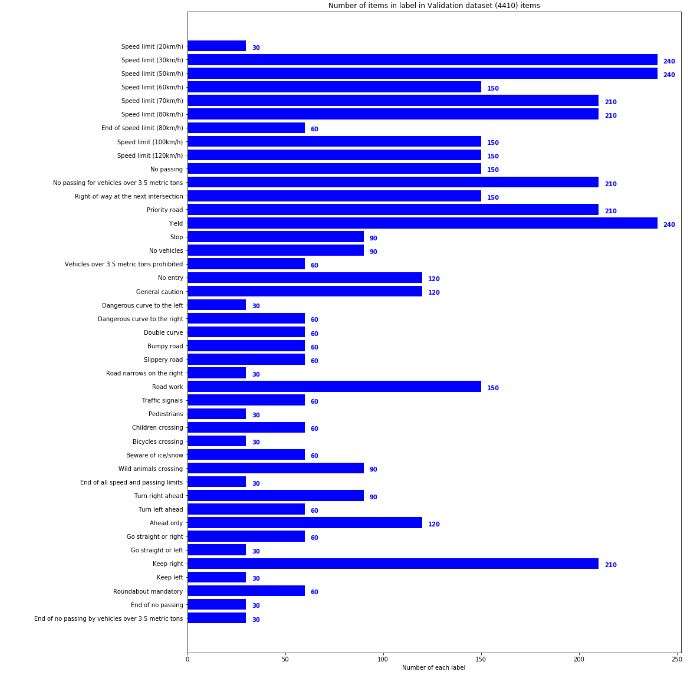 Number of items in label in Validation dataset (4410) items
Speed limit (20km/h) 30
Speed limit (30km/h) 240
Speed limit (50km/h) 240
Speed limit (60km/h) 150
Speed limit (70km/h) 210
Speed limit (80km/h) 210
End of speed limit (80km/h) 60
Speed limit (100km/h) 150
Speed limit (120km/h) 150
No passing 150
No passing for vehicles over 3.5 metric tons 210
Right-of-way at the next intersection 150
Priority road 210
Yield 240
Stop 90
No vehicles 90
Vehicles over 3.5 metric tons prohibited 60
No entry 120
General caution 120
Dangerous curve to the left 30
Dangerous curve to the right 60
Double curve 60
Bumpy road 60
Slippery road 60
Road narrows on the right 30
Road work 150
Traffic signals 60
Pedestrians 30
Children crossing 60
Bicycles crossing 30
Beware of ice/snow 60
Wild animals crossing 90
End of all speed and passing limits 30
Turn right ahead 90
Turn left ahead 60
Ahead only 120
Go straight or right 60
Go straight or left 30
Keep right 210
Keep left 30
Roundabout mandatory 60
End of no passing 30
End of no passing by vehicles over 3.5 metric tons 30
0 50 100 150 200 250
Number of each label